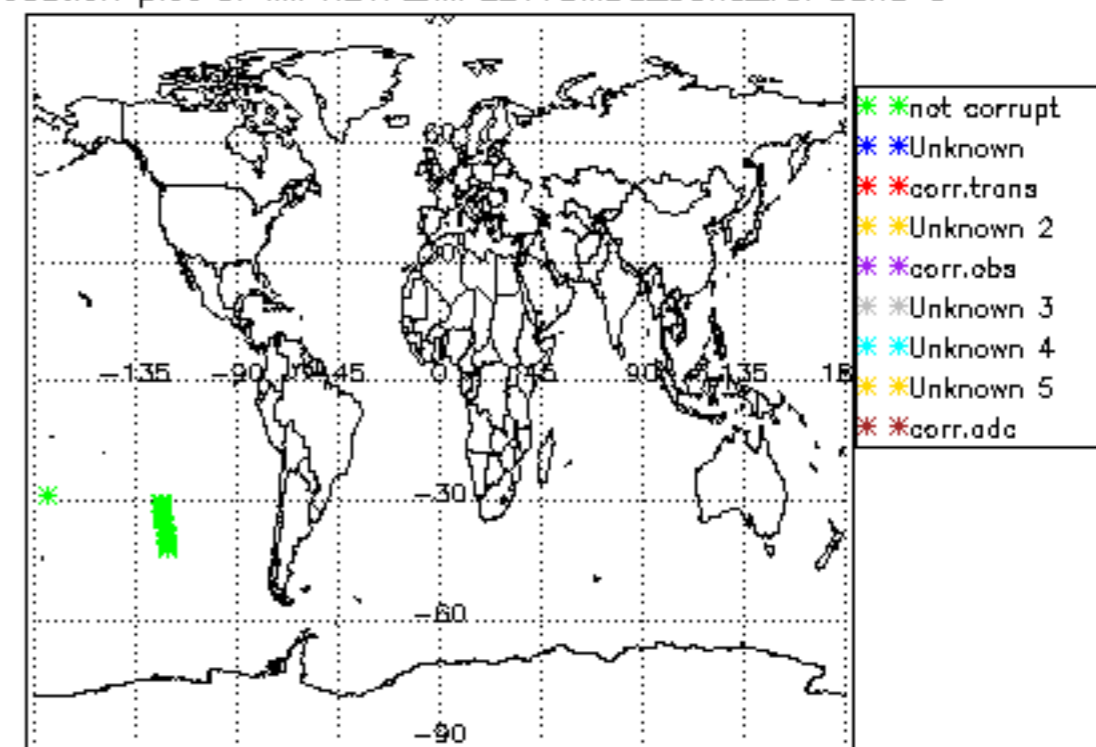 not corrupt
Unknown
corr.trans
Unknown 2
corr.obs
Unknown 3
Unknown 4
Unknown 5
corr.adc
60
-135 -90 45 0 45 90 135
-30
-60
-90